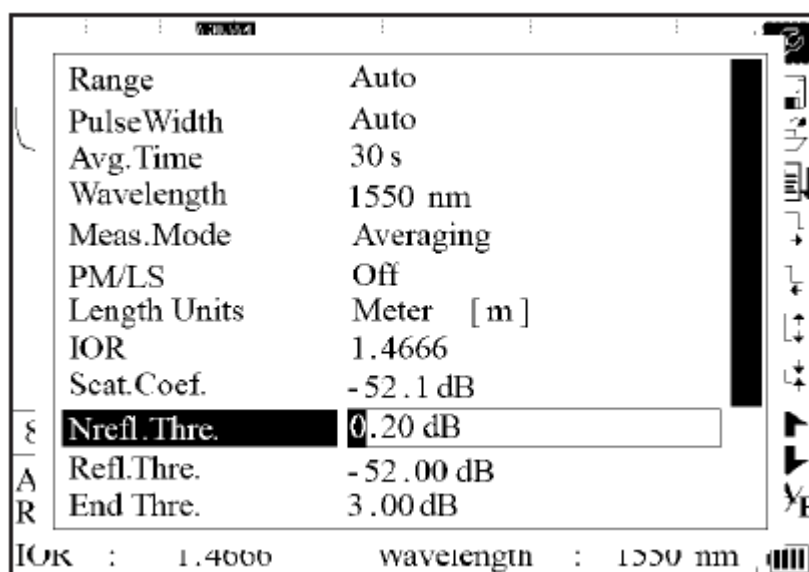 Range Auto
PulseWidth Auto
Avg.Time 30 s
Wavelength 1550 nm
Meas.Mode Averaging
PM/LS Off
Length Units Meter [ m ]
IOR 1.4666
Scat.Coef. -52.1 dB
Nrefl.Thre. 0.20 dB
Refl.Thre. -52.00 dB
End Thre. 3.00 dB
A
R
IOR : 1.4666 Wavelength : 1550 nm